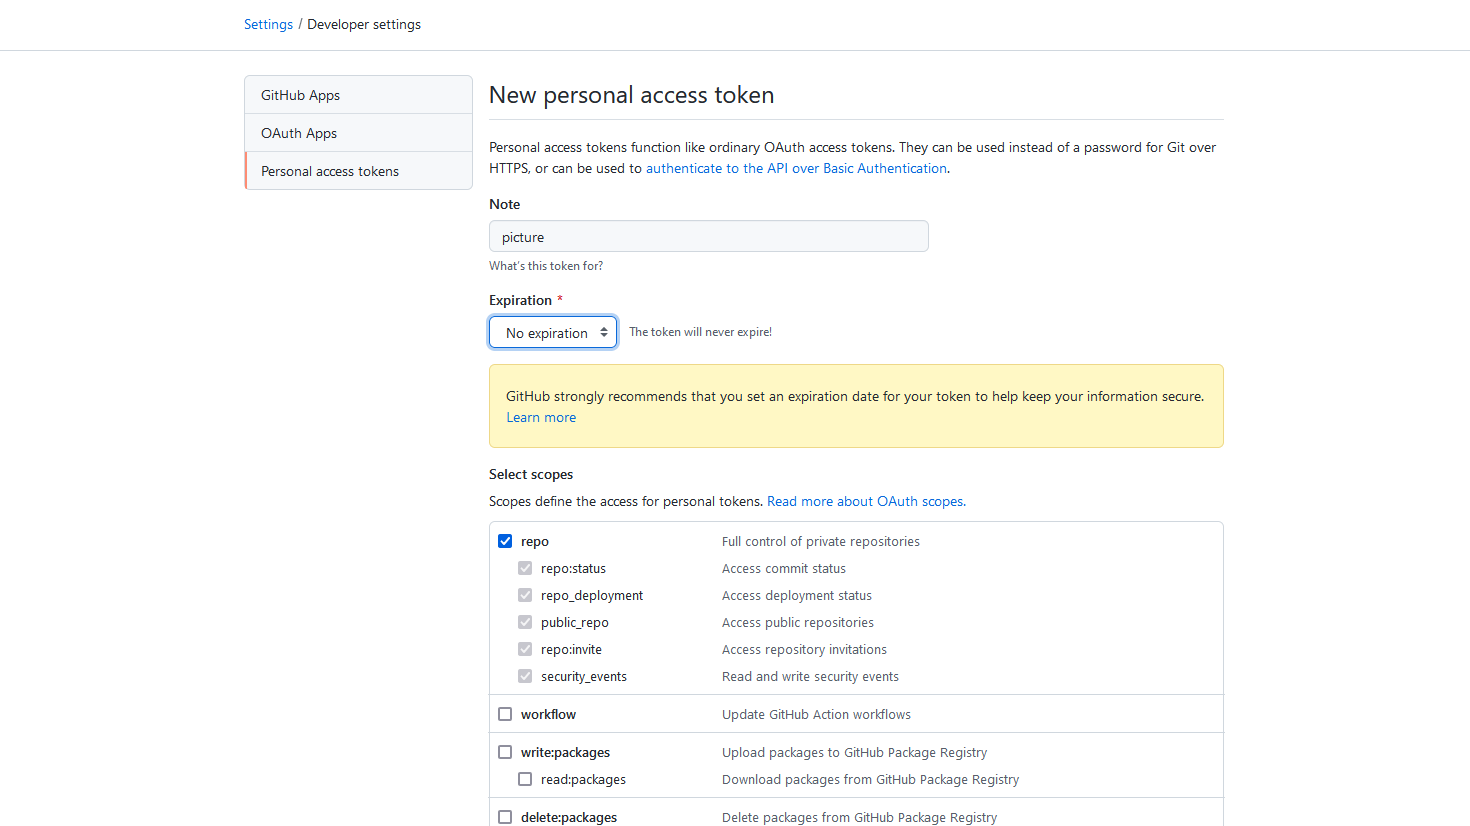 Settings / Developer settings
GitHub Apps
OAuth Apps
Personal access tokens
New personal access token
Personal access tokens function like ordinary OAuth access tokens. They can be used instead of a password for Git over
HTTPS, or can be used to authenticate to the API over Basic Authentication.
Note
picture
What's this token for?
Expiration *
No expiration The token will never expire!
GitHub strongly recommends that you set an expiration date for your token to help keep your information secure.
Learn more
Select scopes
Scopes define the access for personal tokens. Read more about OAuth scopes.
repo Full control of private repositories
repo:status Access commit status
repo_deployment Access deployment status
public_repo Access public repositories
repo:invite Access repository invitations
security_events Read and write security events
workflow Update GitHub Action workflows
write:packages Upload packages to GitHub Package Registry
read:packages Download packages from GitHub Package Registry
delete:packages Delete packages from GitHub Package Registry